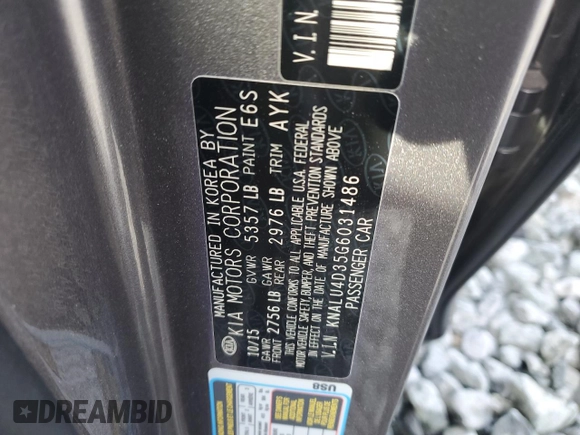 V.I.N.
MANUFACTURED IN KOREA BY
KIA MOTORS CORPORATION
10/15 GVWR 5357 LB PAINT E6S
GAWR FRONT 2756 LB GAWR REAR 2976 LB TRIM AYK
THIS VEHICLE CONFORMS TO ALL APPLICABLE U.S.A. FEDERAL
MOTOR VEHICLE SAFETY, BUMPER, AND THEFT PREVENTION STANDARDS
IN EFFECT ON THE DATE OF MANUFACTURE SHOWN ABOVE
V.I.N KNALU4D35G6031486
PASSENGER CAR
KIA
USB
DREAMBID